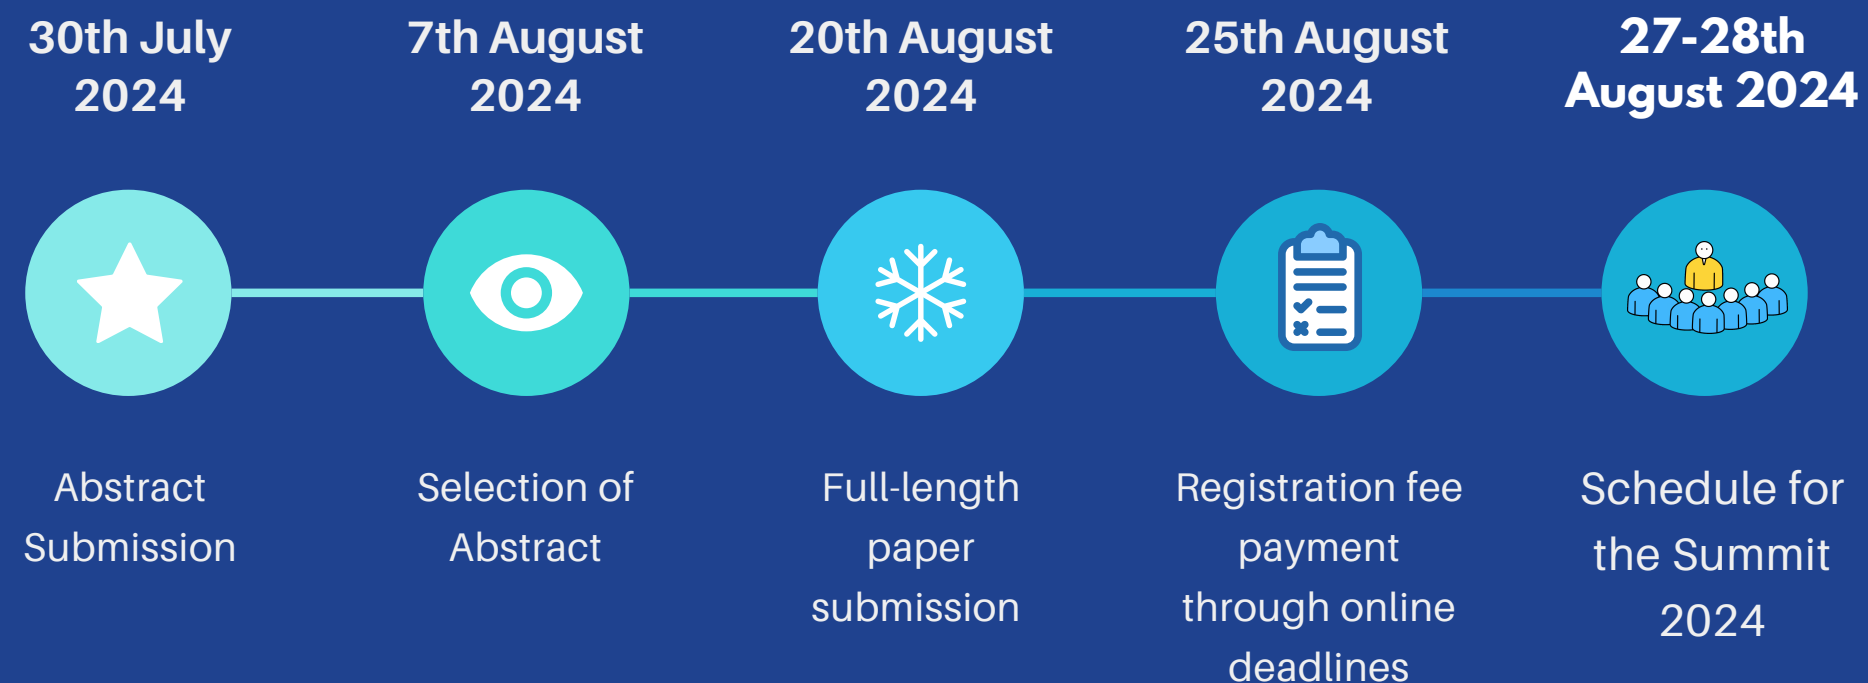 30th July
2024
7th August
2024
20th August
2024
25th August
2024
27-28th
August 2024
Abstract
Submission
Selection of
Abstract
Full-length
paper
submission
Registration fee
payment
through online
deadlines
Schedule for
the Summit
2024